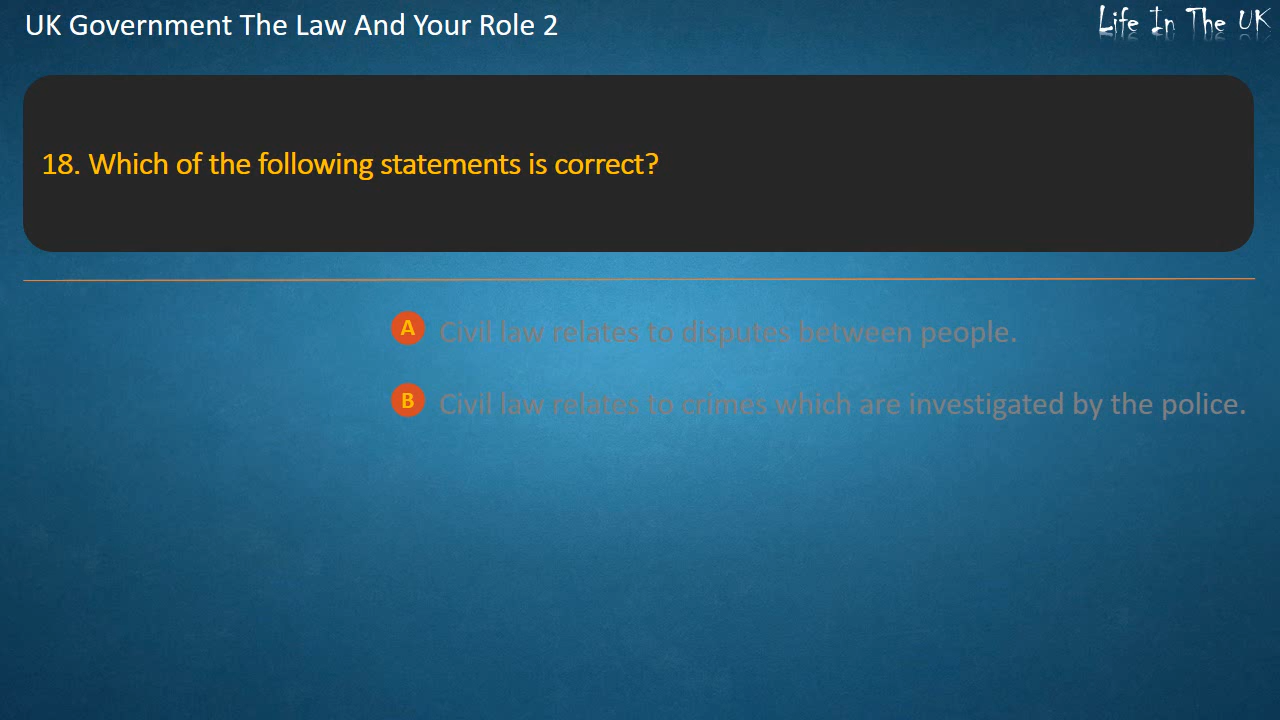 UK Government The Law And Your Role 2
Life In The UK
18. Which of the following statements is correct?
A Civil law relates to disputes between people.
B Civil law relates to crimes which are investigated by the police.